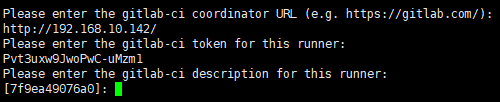 Please enter the gitlab-ci coordinator URL (e.g. https://gitlab.com/):
http://192.168.10.142/
Please enter the gitlab-ci token for this runner:
Pvt3uxw9JwoPwC-uMzm1
Please enter the gitlab-ci description for this runner:
[7f9ea49076a0]: